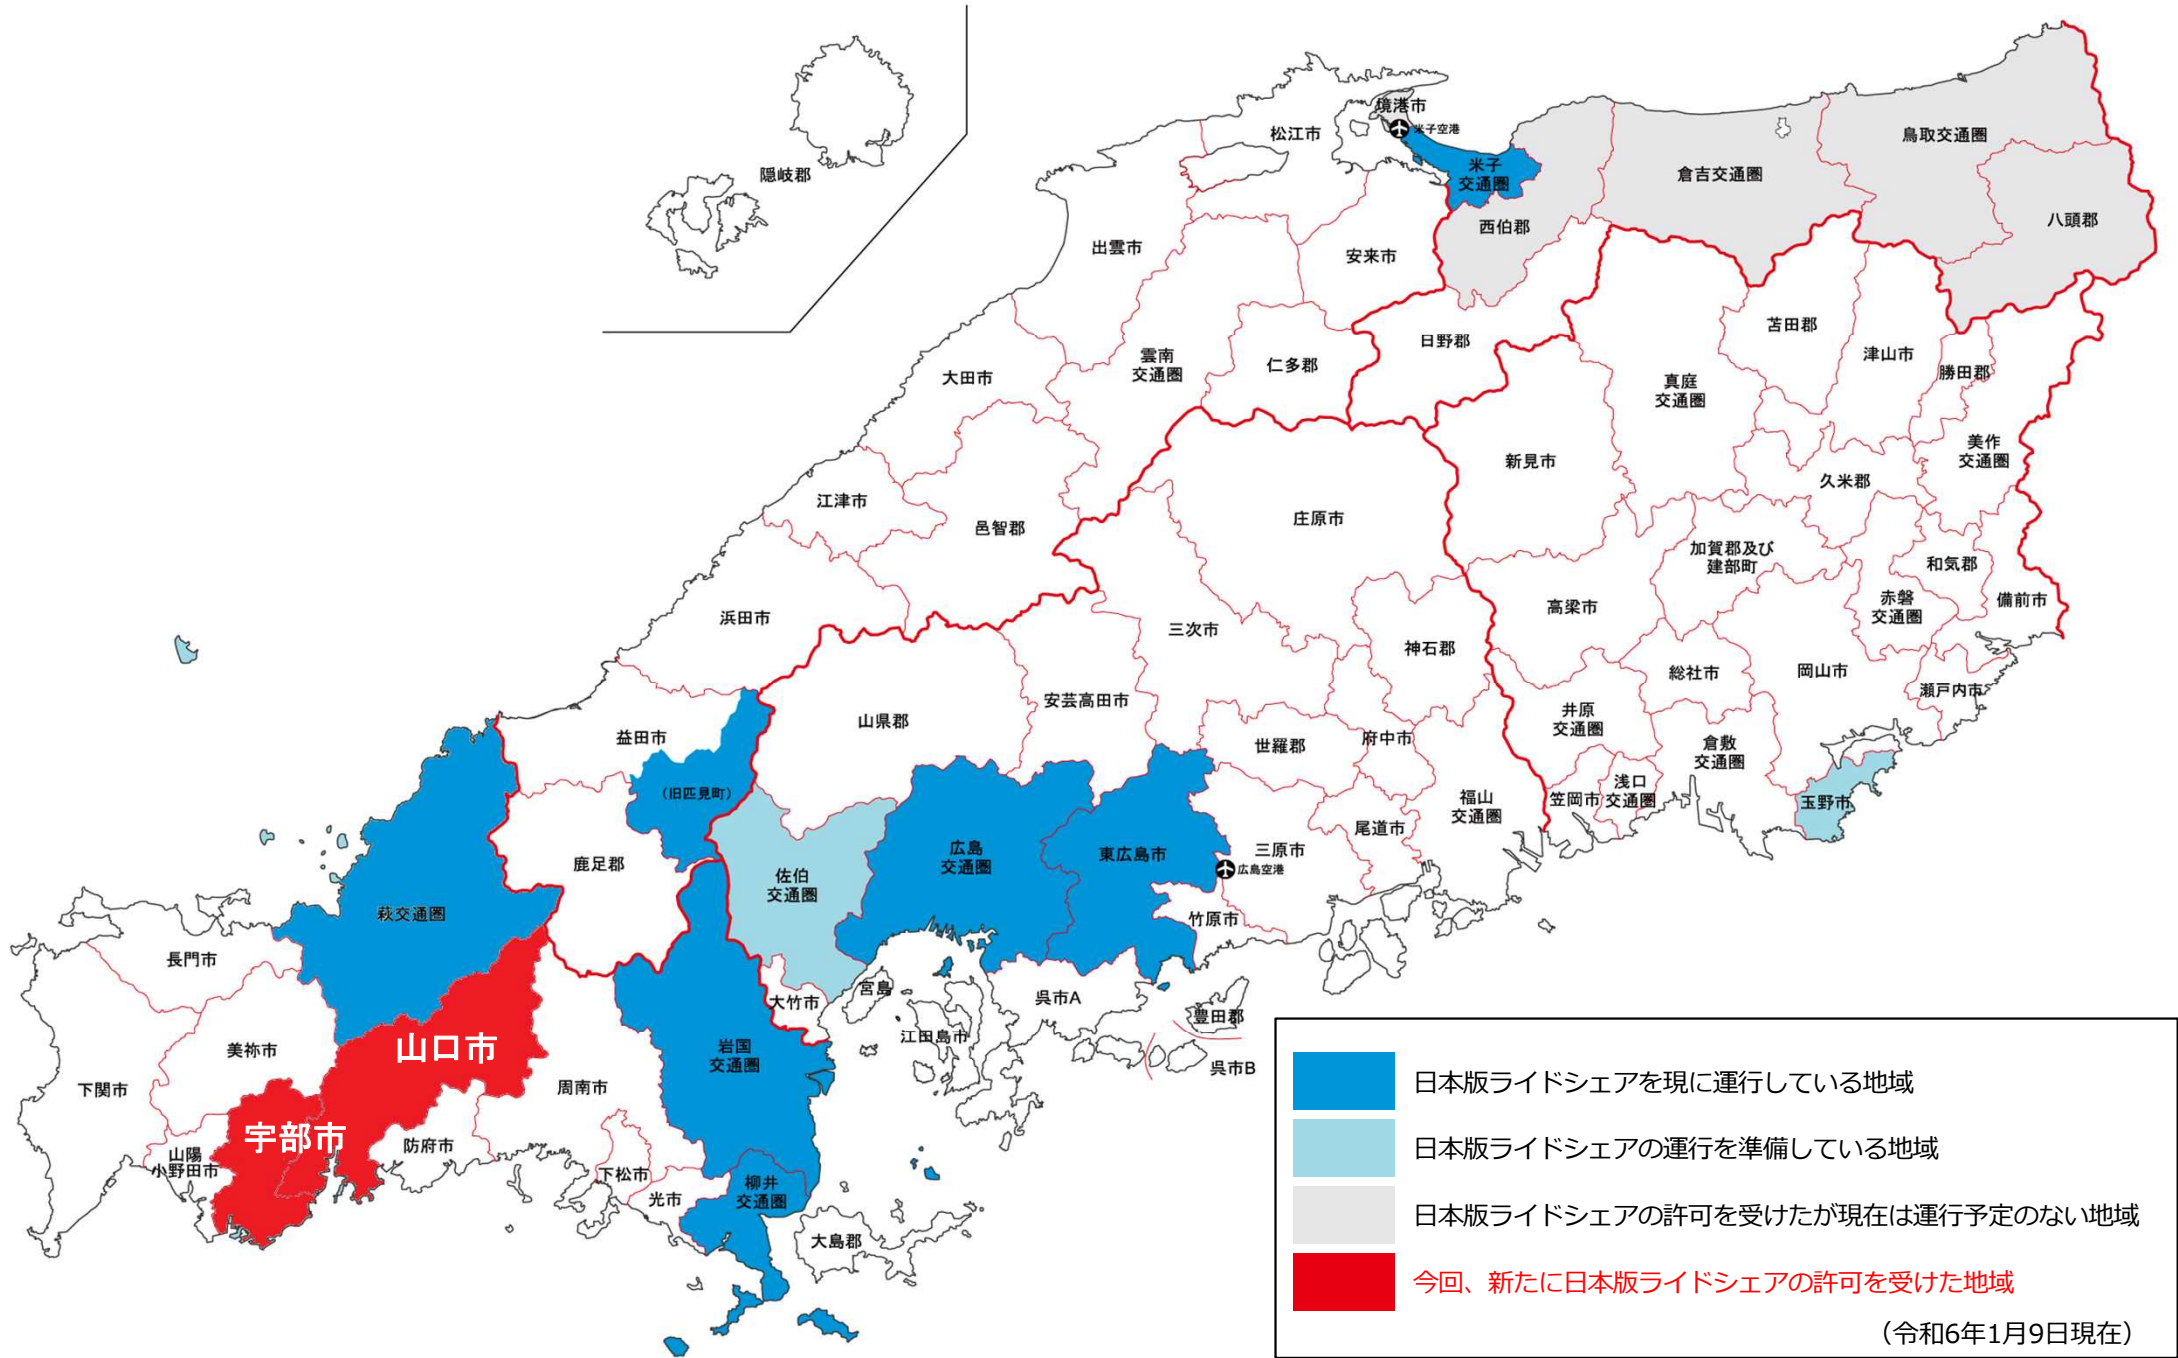 隠岐郡
境港市
米子空港
松江市
米子
交通圏
鳥取交通圏
倉吉交通圏
八頭郡
西伯郡
出雲市
安来市
日野郡
苫田郡
津山市
勝田郡
雲南
交通圏
仁多郡
大田市
真庭
交通圏
美作
交通圏
新見市
久米郡
江津市
邑智郡
庄原市
加賀郡及び
建部町
和気郡
備前市
高梁市
赤磐
交通圏
浜田市
三次市
神石郡
総社市
岡山市
瀬戸内市
安芸高田市
山県郡
井原
交通圏
益田市
世羅郡
府中市
倉敷
交通圏
(旧匹見町)
福山
交通圏
笠岡市
浅口
交通圏
玉野市
尾道市
鹿足郡
佐伯
交通圏
広島
交通圏
東広島市
三原市
広島空港
竹原市
萩交通圏
長門市
大竹市
宮島
呉市A
豊田郡
江田島市
呉市B
美祢市
山口市
岩国
交通圏
下関市
周南市
宇部市
防府市
山陽
小野田市
下松市
光市
柳井
交通圏
大島郡
日本版ライドシェアを現に運行している地域
日本版ライドシェアの運行を準備している地域
日本版ライドシェアの許可を受けたが現在は運行予定のない地域
今回、新たに日本版ライドシェアの許可を受けた地域
（令和6年1月9日現在）